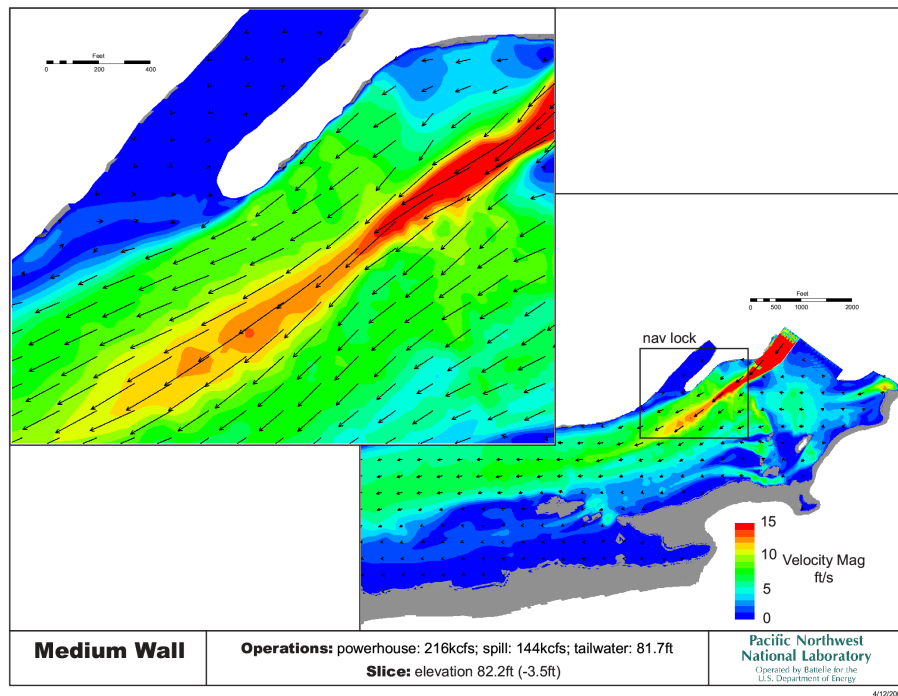 Feet
0 200 400
Feet
0 500 1000 2000
nav lock
15
10
5
0
Velocity Mag
ft/s
Medium Wall
Operations: powerhouse: 216kcfs; spill: 144kcfs; tailwater: 81.7ft
Slice: elevation 82.2ft (-3.5ft)
Pacific Northwest
National Laboratory
Operated by Battelle for the
U.S. Department of Energy